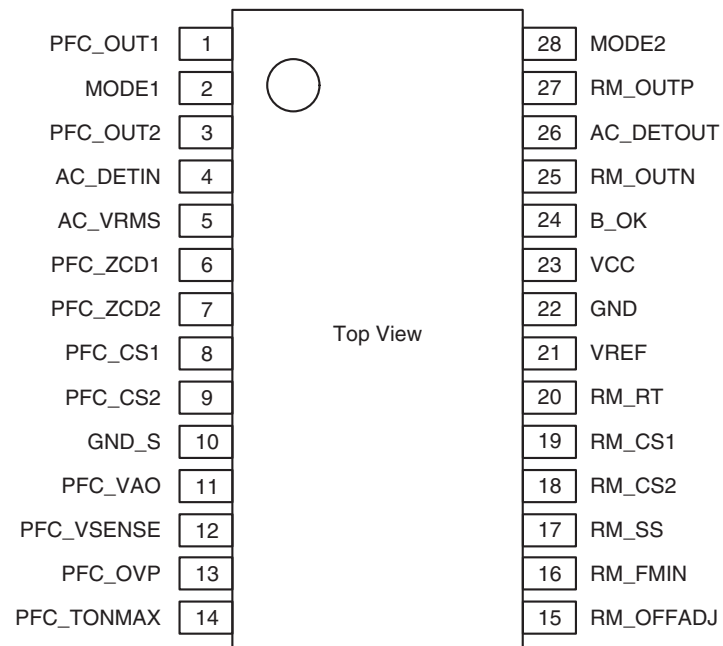 PFC_OUT1 1 28 MODE2
MODE1 2 27 RM_OUTP
PFC_OUT2 3 26 AC_DETOUT
AC_DETIN 4 25 RM_OUTN
AC_VRMS 5 24 B_OK
PFC_ZCD1 6 23 VCC
PFC_ZCD2 7 22 GND
Top View
PFC_CS1 8 21 VREF
PFC_CS2 9 20 RM_RT
GND_S 10 19 RM_CS1
PFC_VAO 11 18 RM_CS2
PFC_VSENSE 12 17 RM_SS
PFC_OVP 13 16 RM_FMIN
PFC_TONMAX 14 15 RM_OFFADJ